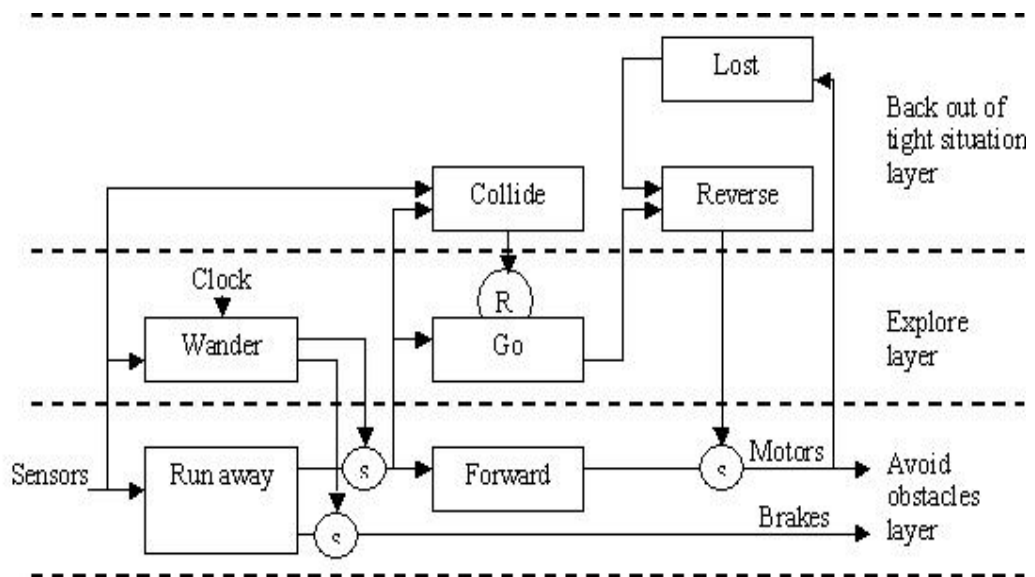 Lost
Back out of
tight situation
layer
Collide
Reverse
Clock
R
Wander
Go
Explore
layer
Sensors
Run away
s
Forward
s
Motors
Avoid
obstacles
layer
s
Brakes